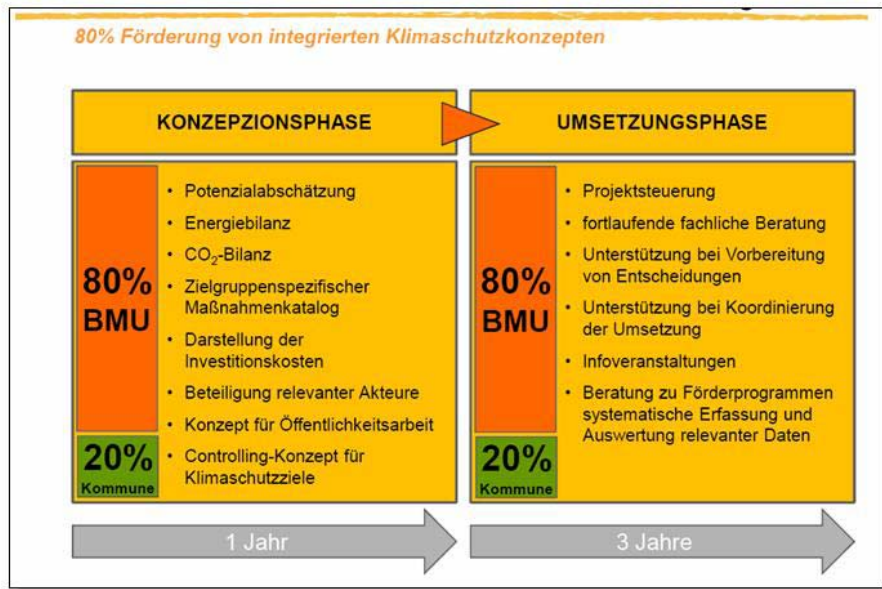 80% Förderung von integrierten Klimaschutzkonzepten
KONZEPZIONSPHASE
80%
BMU
20%
Kommune
• Potenzialabschätzung
• Energiebilanz
• CO₂-Bilanz
• Zielgruppenspezifischer
Maßnahmenkatalog
• Darstellung der
Investitionskosten
• Beteiligung relevanter Akteure
• Konzept für Öffentlichkeitsarbeit
• Controlling-Konzept für
Klimaschutzziele
1 Jahr
UMSETZUNGSPHASE
80%
BMU
20%
Kommune
• Projektsteuerung
• fortlaufende fachliche Beratung
• Unterstützung bei Vorbereitung
von Entscheidungen
• Unterstützung bei Koordinierung
der Umsetzung
• Infoveranstaltungen
• Beratung zu Förderprogrammen
systematische Erfassung und
Auswertung relevanter Daten
3 Jahre